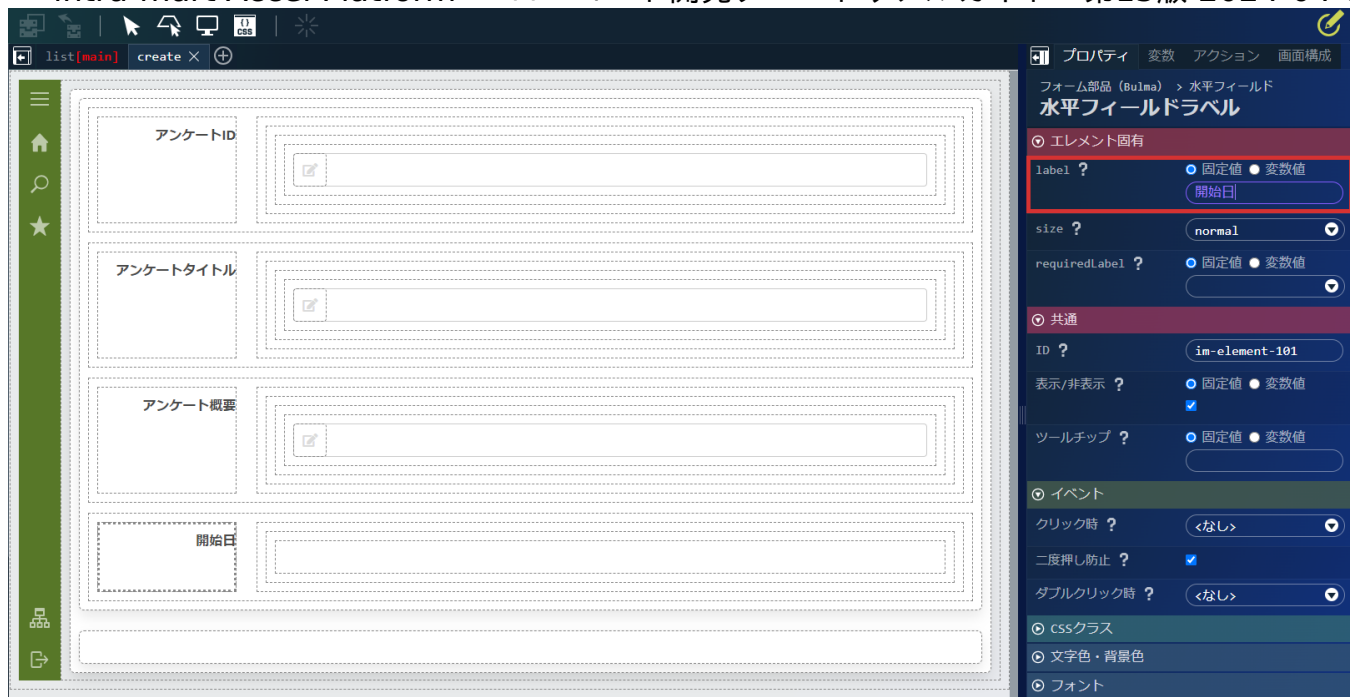 {}
CSS
list[main]
create
プロパティ 変数 アクション 画面構成
フォーム部品 (Bulma) > 水平フィールド
水平フィールドラベル
エレメント固有
label ? 固定値 変数値
開始日
size ? normal
requiredLabel ? 固定値 変数値
共通
ID ? im-element-101
表示/非表示 ? 固定値 変数値
ツールチップ ? 固定値 変数値
イベント
クリック時 ? <なし>
二度押し防止 ?
ダブルクリック時 ? <なし>
CSSクラス
文字色・背景色
フォント
アンケートID
アンケートタイトル
アンケート概要
開始日